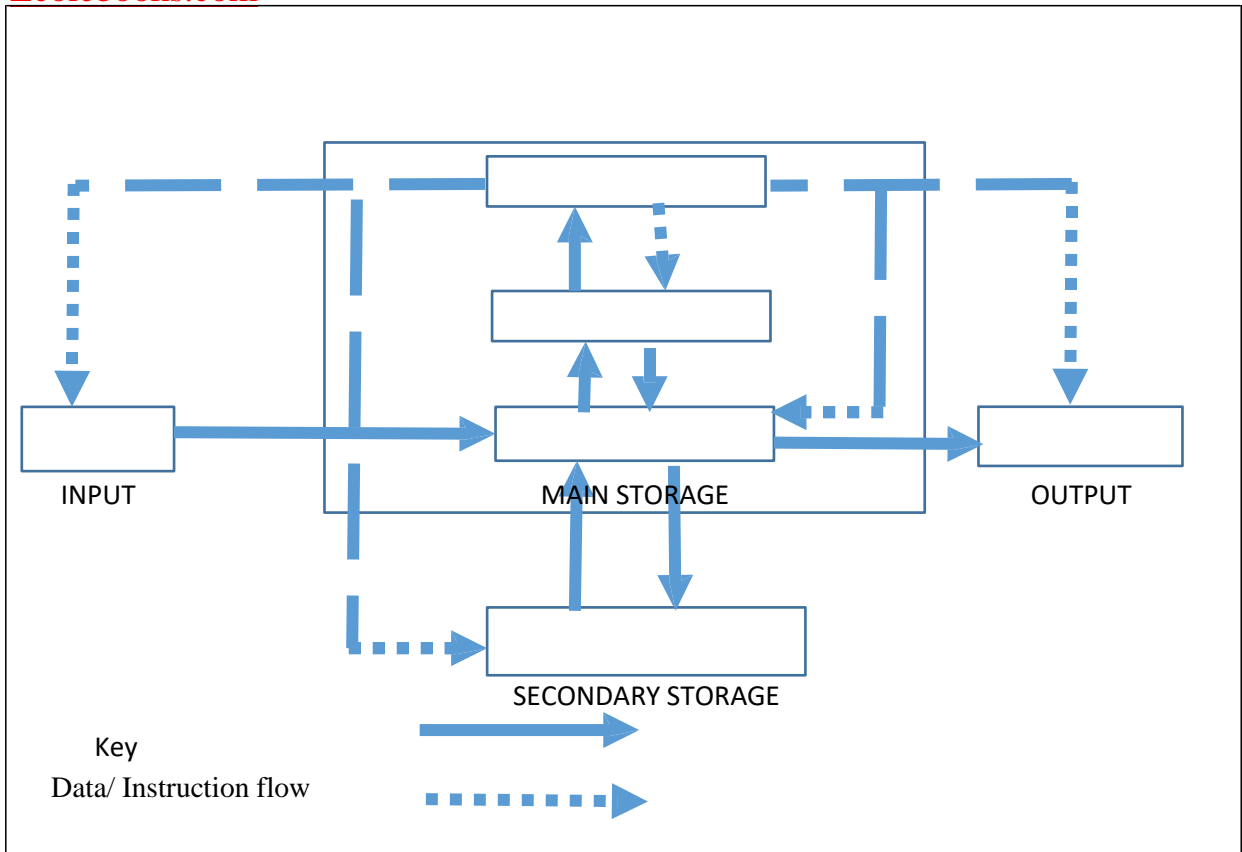 INPUT
MAIN STORAGE
OUTPUT
SECONDARY STORAGE
Key
Data/ Instruction flow